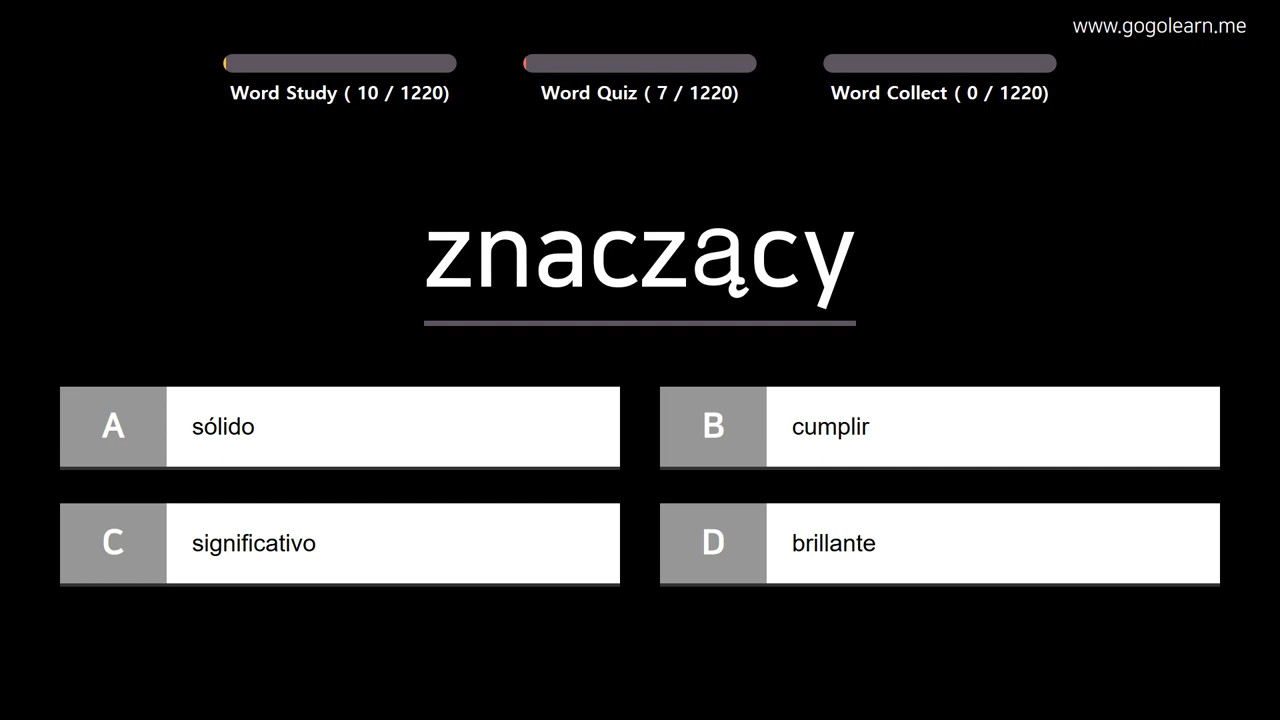 www.gogolearn.me
Word Study ( 10 / 1220)
Word Quiz ( 7 / 1220)
Word Collect ( 0 / 1220)
znaczący
A sólido
B cumplir
C significativo
D brillante